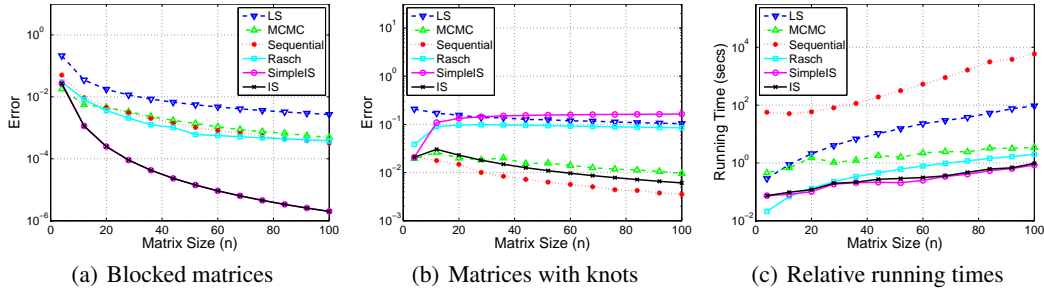 10^0
10^-2
10^-4
10^-6
Error
0 20 40 60 80 100
Matrix Size (n)
LS
MCMC
Sequential
Rasch
SimpleIS
IS
(a) Blocked matrices
10^-1
10^-2
10^-3
Error
0 20 40 60 80 100
Matrix Size (n)
LS
MCMC
Sequential
Rasch
SimpleIS
IS
(b) Matrices with knots
10^4
10^2
10^0
10^-2
Running Time (secs)
0 20 40 60 80 100
Matrix Size (n)
LS
MCMC
Sequential
Rasch
SimpleIS
IS
(c) Relative running times